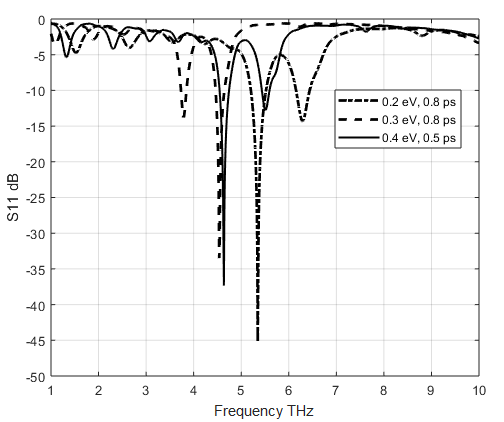 0
-5
-10
-15
-20
-25
-30
-35
-40
-45
-50
S11 dB
0.2 eV, 0.8 ps
0.3 eV, 0.8 ps
0.4 eV, 0.5 ps
1 2 3 4 5 6 7 8 9 10
Frequency THz